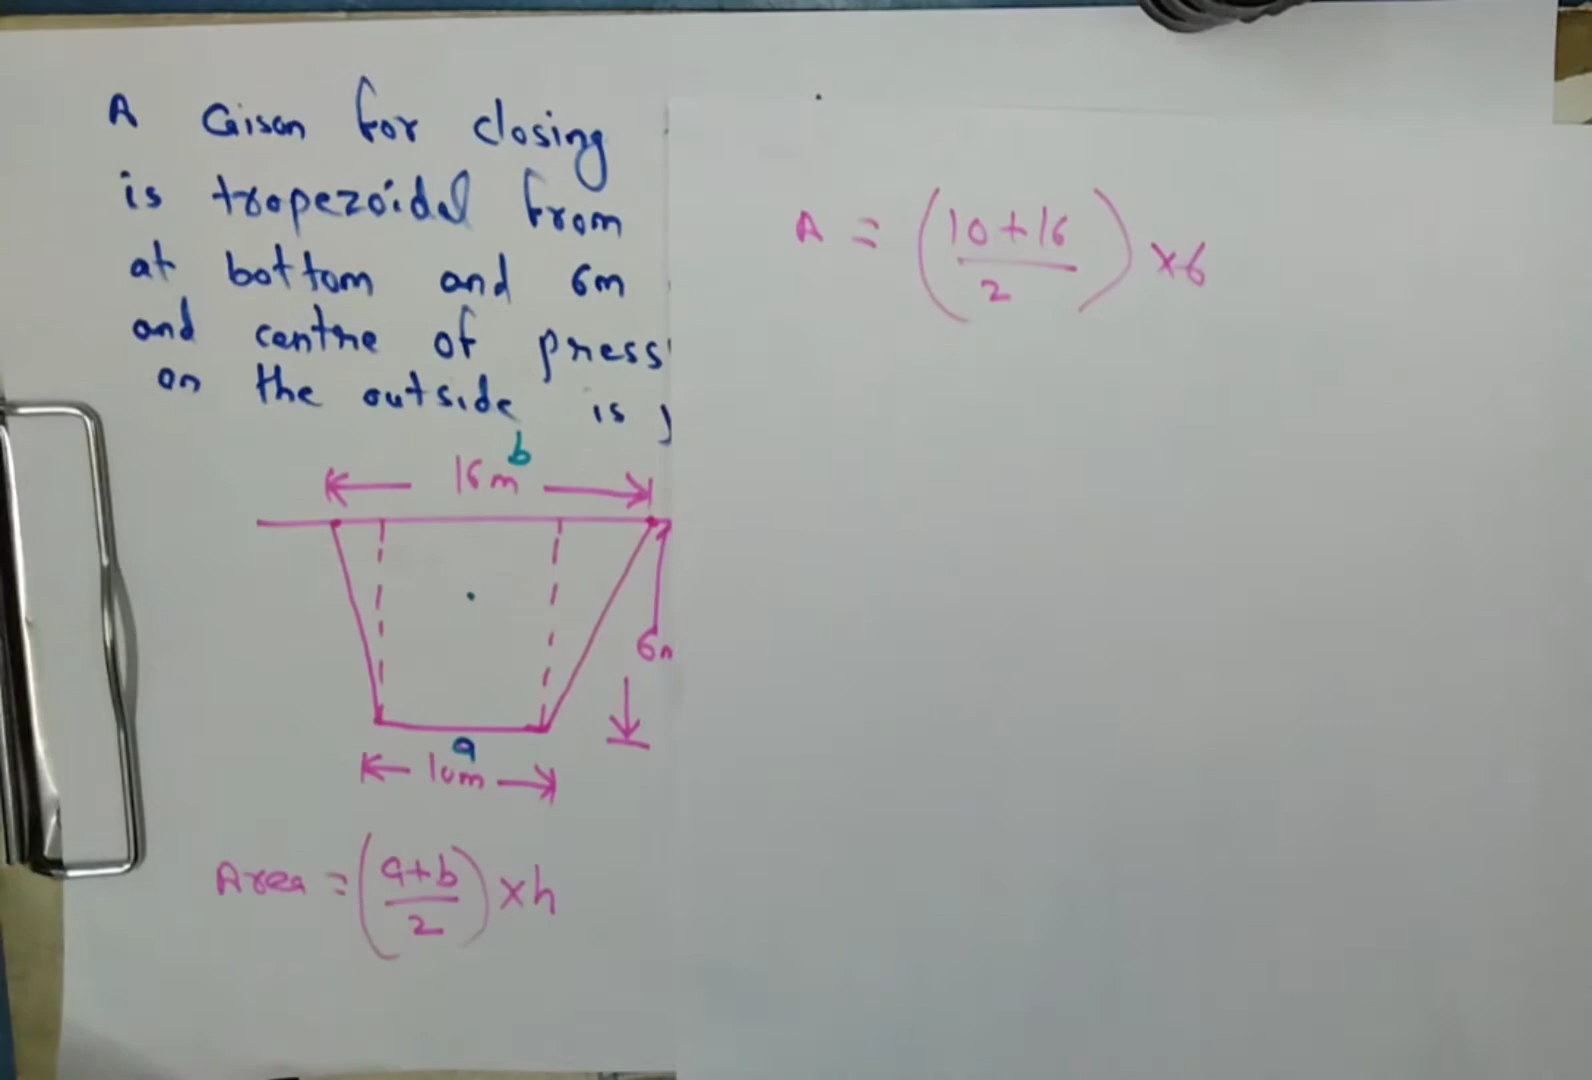 A Caison for closing
is tropezoidal from
at bottom and 6m
and centre of press
on the outside is
b
16m
6m
a
10m
Area = (a+b/2) × h
A = (10+16/2) × 6